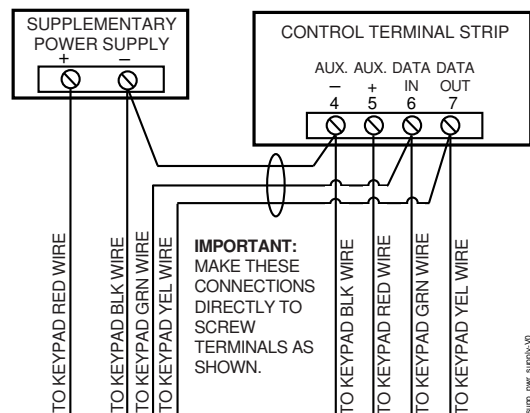 SUPPLEMENTARY
POWER SUPPLY
+ –
CONTROL TERMINAL STRIP
AUX. AUX. DATA DATA
– + IN OUT
4 5 6 7
IMPORTANT:
MAKE THESE
CONNECTIONS
DIRECTLY TO
SCREW
TERMINALS AS
SHOWN.
TO KEYPAD RED WIRE
TO KEYPAD BLK WIRE
TO KEYPAD GRN WIRE
TO KEYPAD YEL WIRE
TO KEYPAD BLK WIRE
TO KEYPAD RED WIRE
TO KEYPAD GRN WIRE
TO KEYPAD YEL WIRE